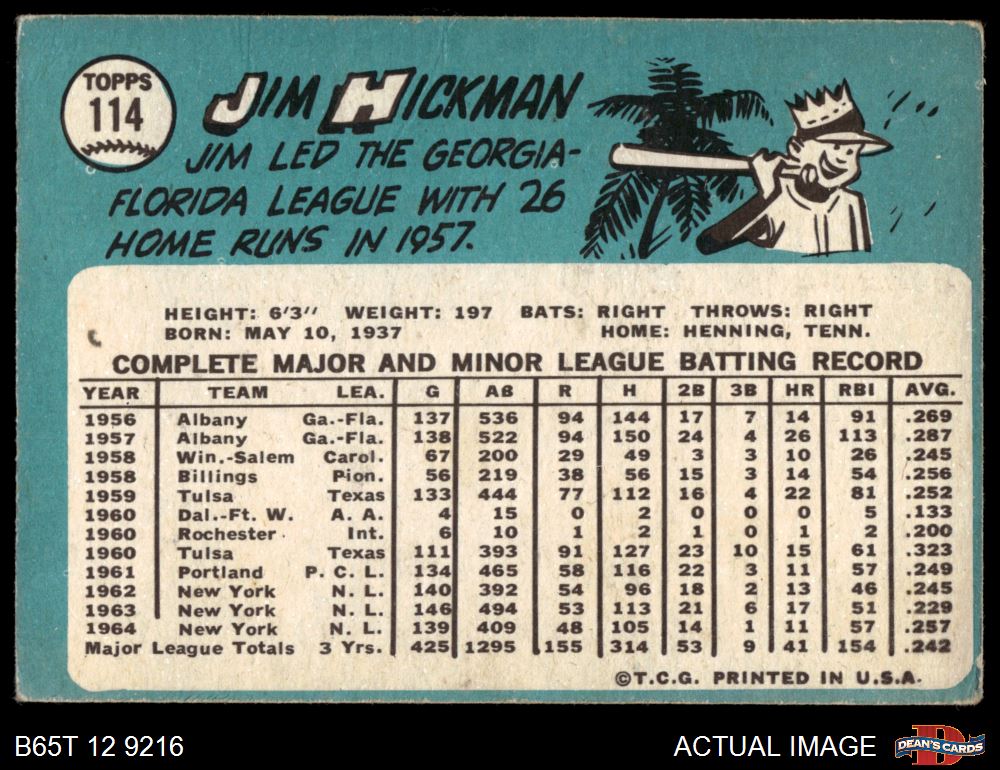 TOPPS
114
JIM HICKMAN
JIM LED THE GEORGIA-
FLORIDA LEAGUE WITH 26
HOME RUNS IN 1957.
HEIGHT: 6'3" WEIGHT: 197 BATS: RIGHT THROWS: RIGHT
BORN: MAY 10, 1937 HOME: HENNING, TENN.
COMPLETE MAJOR AND MINOR LEAGUE BATTING RECORD
YEAR TEAM LEA. G AB R H 2B 3B HR RBI AVG.
1956 Albany Ga.-Fla. 137 536 94 144 17 7 14 91 .269
1957 Albany Ga.-Fla. 138 522 94 150 24 4 26 113 .287
1958 Win.-Salem Carol. 67 200 29 49 3 3 10 26 .245
1958 Billings Pion. 56 219 38 56 15 3 14 54 .256
1959 Tulsa Texas 133 444 77 112 16 4 22 81 .252
1960 Dal.-Ft. W. A. A. 4 15 0 2 0 0 0 5 .133
1960 Rochester Int. 6 10 1 2 1 0 1 2 .200
1960 Tulsa Texas 111 393 91 127 23 10 15 61 .323
1961 Portland P. C. L. 134 465 58 116 22 3 11 57 .249
1962 New York N. L. 140 392 54 96 18 2 13 46 .245
1963 New York N. L. 146 494 53 113 21 6 17 51 .229
1964 New York N. L. 139 409 48 105 14 1 11 57 .257
Major League Totals 3 Yrs. 425 1295 155 314 53 9 41 154 .242
©T.C.G. PRINTED IN U.S.A.
B65T 12 9216
ACTUAL IMAGE
D
DEAN'S CARDS